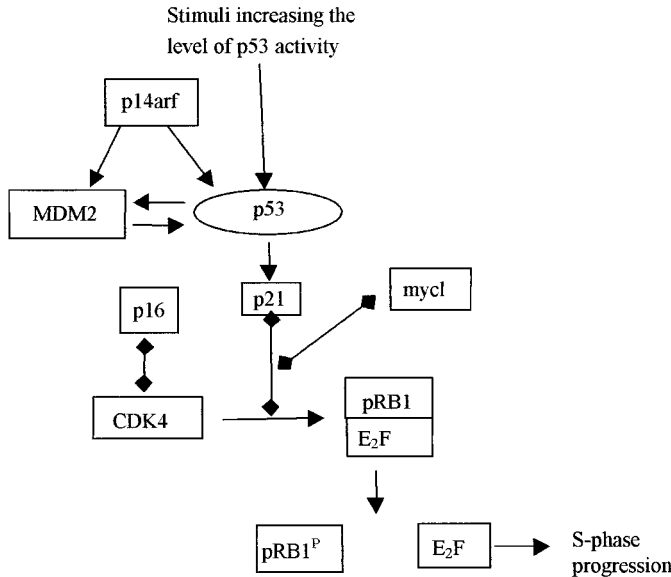 Stimuli increasing the
level of p53 activity
p14arf
MDM2
p53
p16
p21
mycl
CDK4
pRB1
E₂F
pRB1ᴾ
E₂F
S-phase
progression